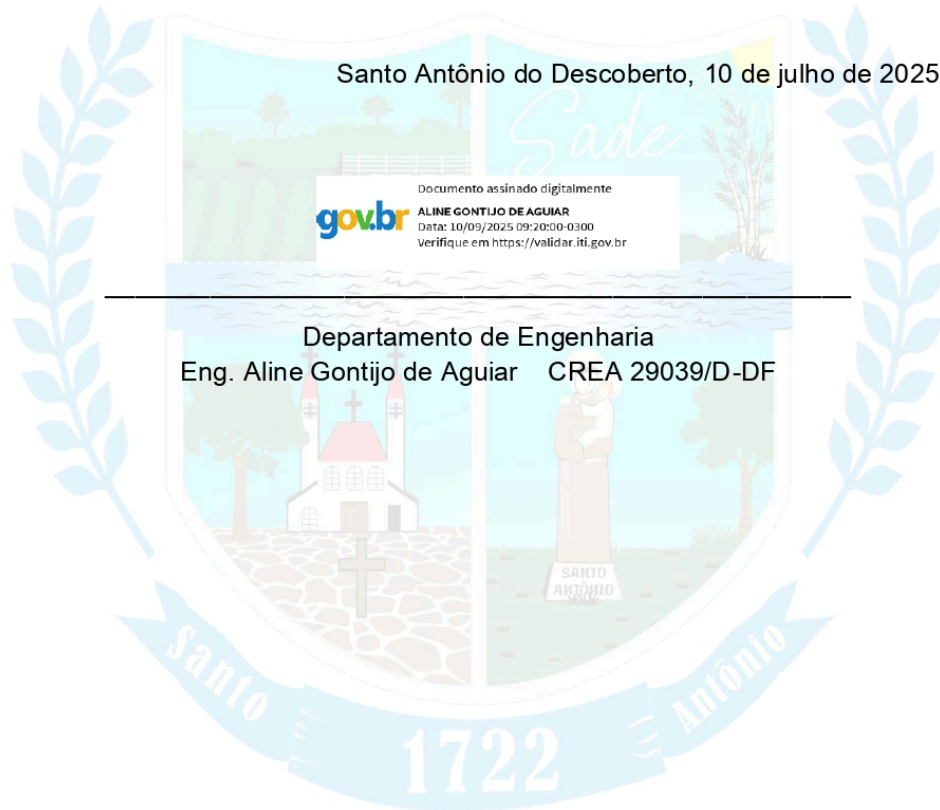 Santo Antônio do Descoberto, 10 de julho de 2025
Sade
Documento assinado digitalmente
gov.br
ALINE GONTIJO DE AGUIAR
Data: 10/09/2025 09:20:00-0300
Verifique em https://validar.iti.gov.br
Departamento de Engenharia
Eng. Aline Gontijo de Aguiar CREA 29039/D-DF
SANTO
ANTÔNIO
Santo
1722
Antônio